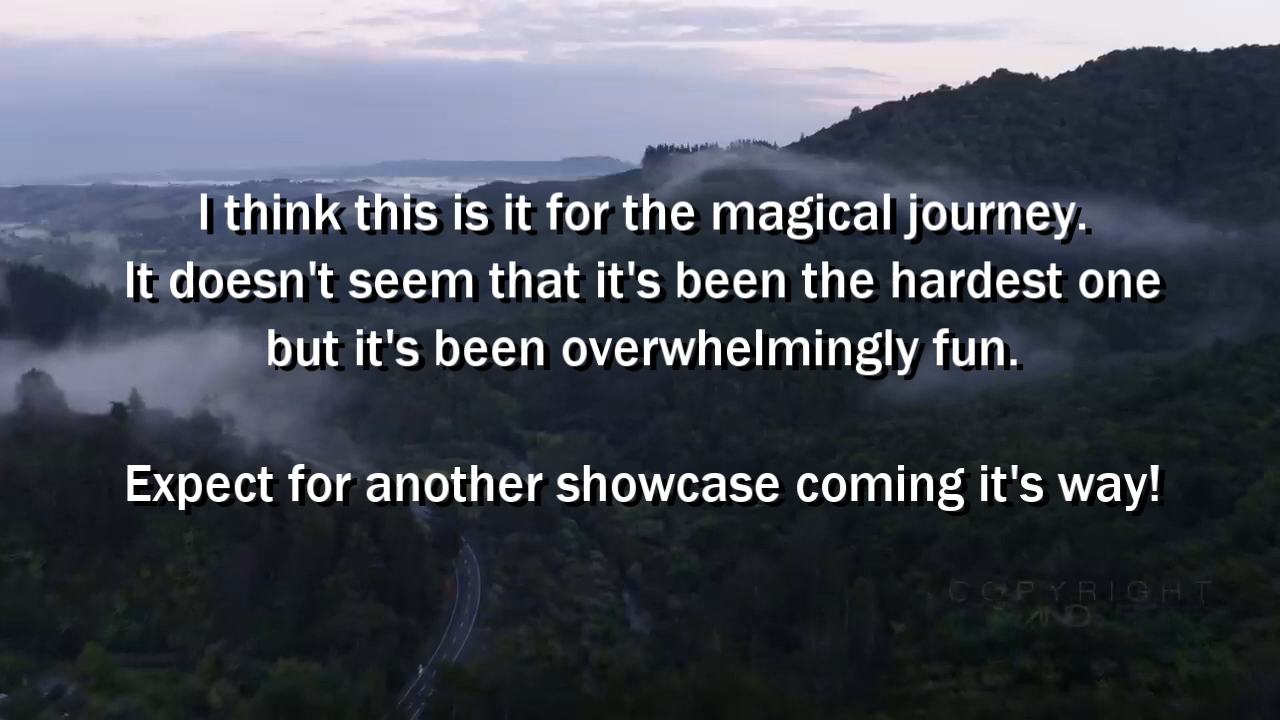 I think this is it for the magical journey.
It doesn't seem that it's been the hardest one
but it's been overwhelmingly fun.
Expect for another showcase coming it's way!
COPYRIGHT
AND